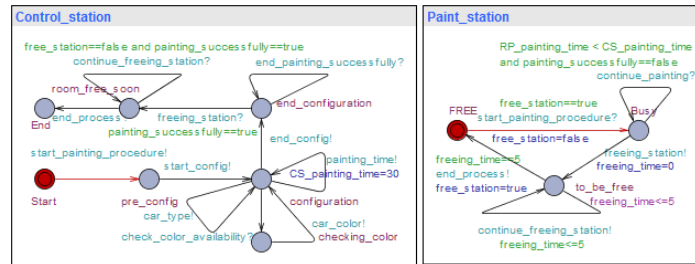 Control_station
free_station==false and painting_successfully==true
continue_freeing_station?
end_painting_successfully?
room_free_soon
end_configuration
End
end_process
freeing_station?
painting_successfully==true
end_config!
start_painting_procedure!
start_config!
painting_time!
CS_painting_time=30
Start
pre_config
configuration
car_type!
car_color!
check_color_availability?
checking_color
Paint_station
RP_painting_time < CS_painting_time
and painting_successfully==false
continue_painting?
FREE
free_station==true
Busy
start_painting_procedure?
free_station=false
freeing_station!
freeing_time==5
freeing_time=0
end_process!
free_station=true
to_be_free
freeing_time<=5
continue_freeing_station!
freeing_time<=5